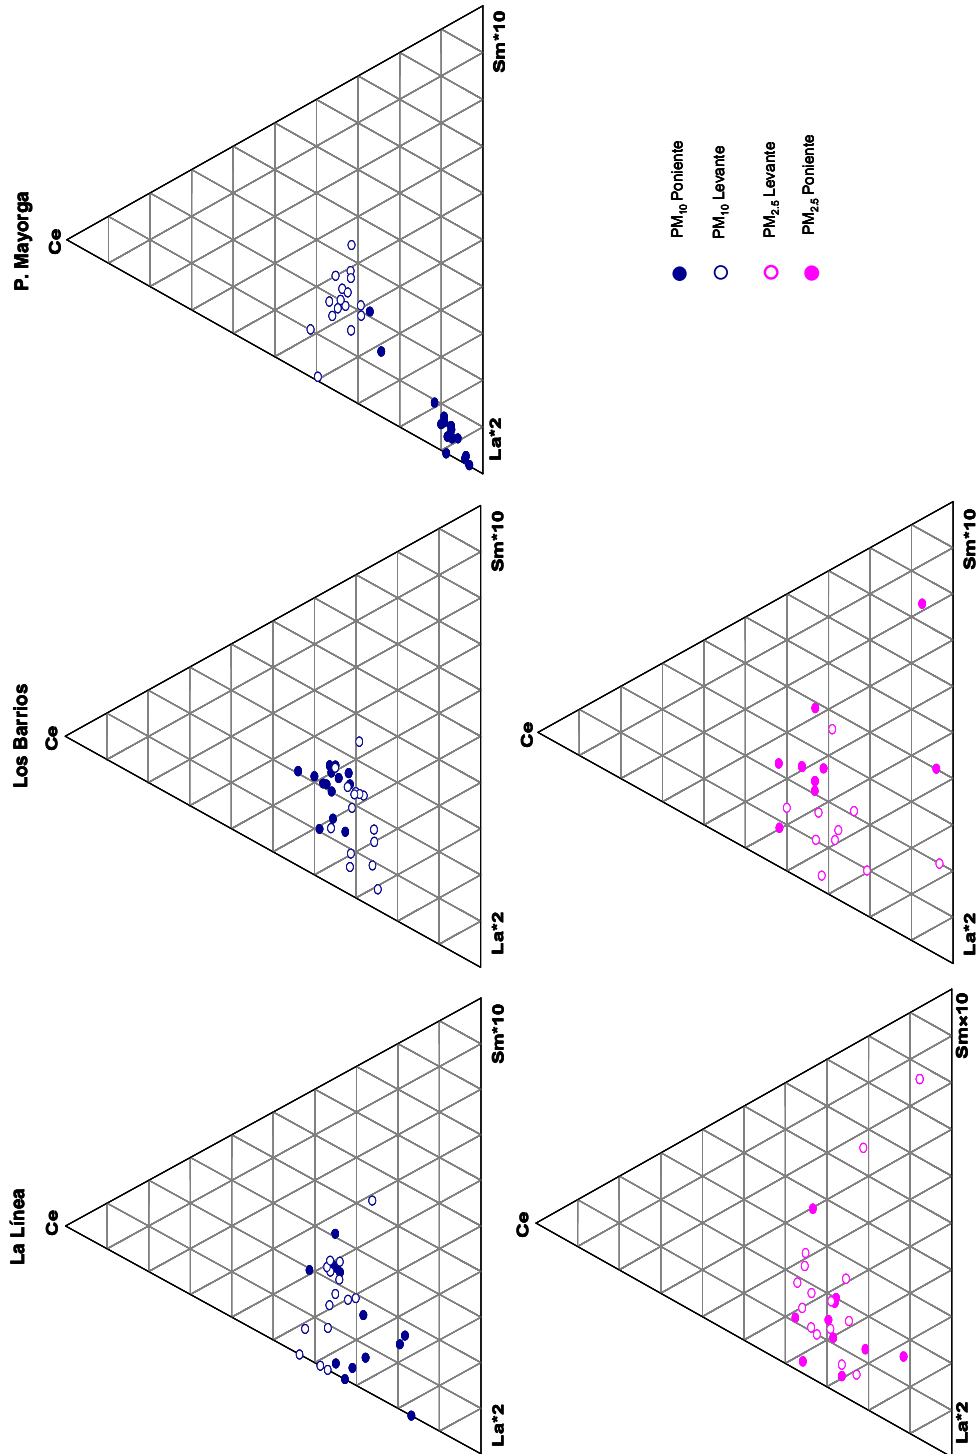 La Línea
Los Barrios
P. Mayorga
Ce
Ce
Ce
La*2
Sm*10
La*2
Sm*10
La*2
Sm*10
Ce
Ce
La*2
Sm×10
La*2
Sm*10
PM₁₀ Poniente
PM₁₀ Levante
PM₂.₅ Levante
PM₂.₅ Poniente